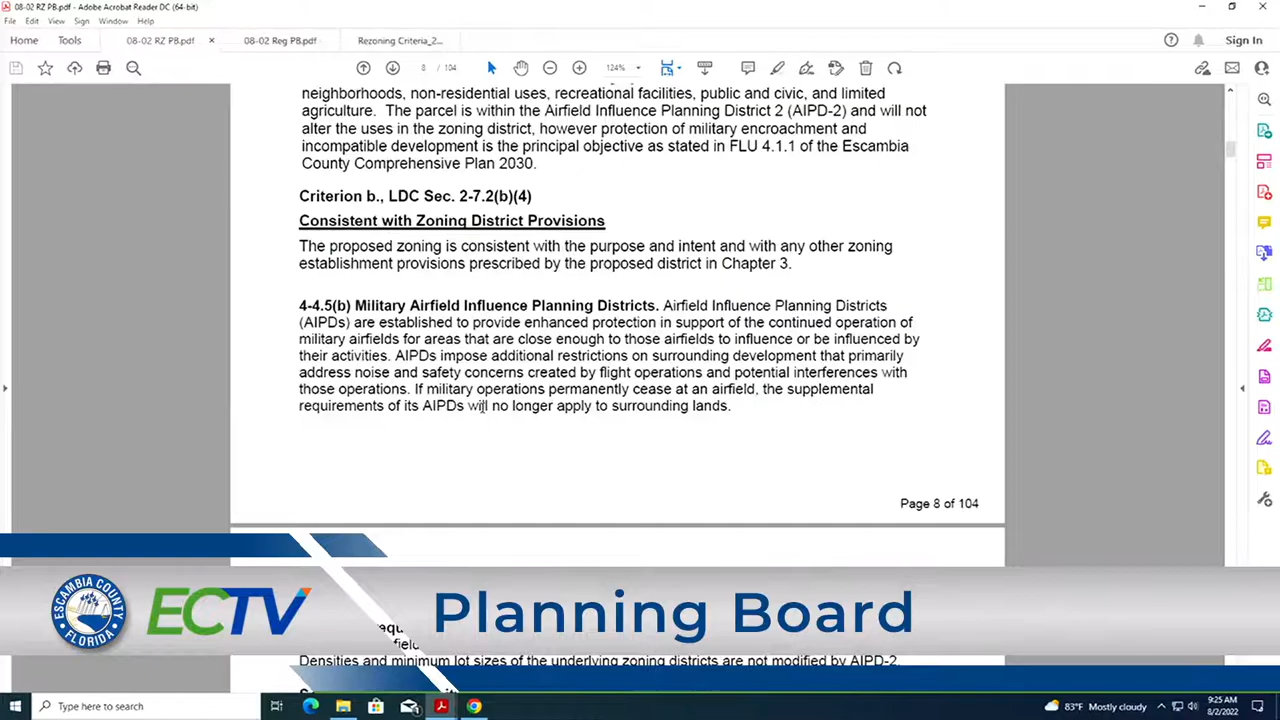 08-02 RZ PB.pdf - Adobe Acrobat Reader DC (64-bit)
File Edit View Sign Window Help
Home Tools 08-02 RZ PB.pdf × 08-02 Reg PB.pdf Rezoning Criteria_2... Sign In
8 / 104 124%
neighborhoods, non-residential uses, recreational facilities, public and civic, and limited
agriculture. The parcel is within the Airfield Influence Planning District 2 (AIPD-2) and will not
alter the uses in the zoning district, however protection of military encroachment and
incompatible development is the principal objective as stated in FLU 4.1.1 of the Escambia
County Comprehensive Plan 2030.
Criterion b., LDC Sec. 2-7.2(b)(4)
Consistent with Zoning District Provisions
The proposed zoning is consistent with the purpose and intent and with any other zoning
establishment provisions prescribed by the proposed district in Chapter 3.
4-4.5(b) Military Airfield Influence Planning Districts. Airfield Influence Planning Districts
(AIPDs) are established to provide enhanced protection in support of the continued operation of
military airfields for areas that are close enough to those airfields to influence or be influenced by
their activities. AIPDs impose additional restrictions on surrounding development that primarily
address noise and safety concerns created by flight operations and potential interferences with
those operations. If military operations permanently cease at an airfield, the supplemental
requirements of its AIPDs will no longer apply to surrounding lands.
Page 8 of 104
ESCAMBIA COUNTY FLORIDA
ECTV
Planning Board
Densities and minimum lot sizes of the underlying zoning districts are not modified by AIPD-2.
Type here to search
83°F Mostly cloudy
9:25 AM
8/2/2022